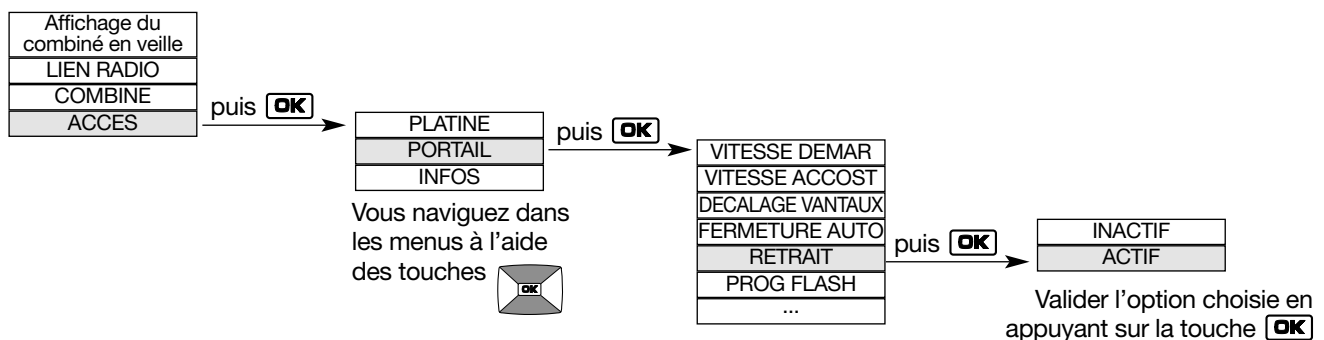 Affichage du
combiné en veille
LIEN RADIO
COMBINE
ACCES
puis OK
PLATINE
PORTAIL
INFOS
Vous naviguez dans
les menus à l’aide
des touches OK
puis OK
VITESSE DEMAR
VITESSE ACCOST
DECALAGE VANTAUX
FERMETURE AUTO
RETRAIT
PROG FLASH
...
puis OK
INACTIF
ACTIF
Valider l’option choisie en
appuyant sur la touche OK